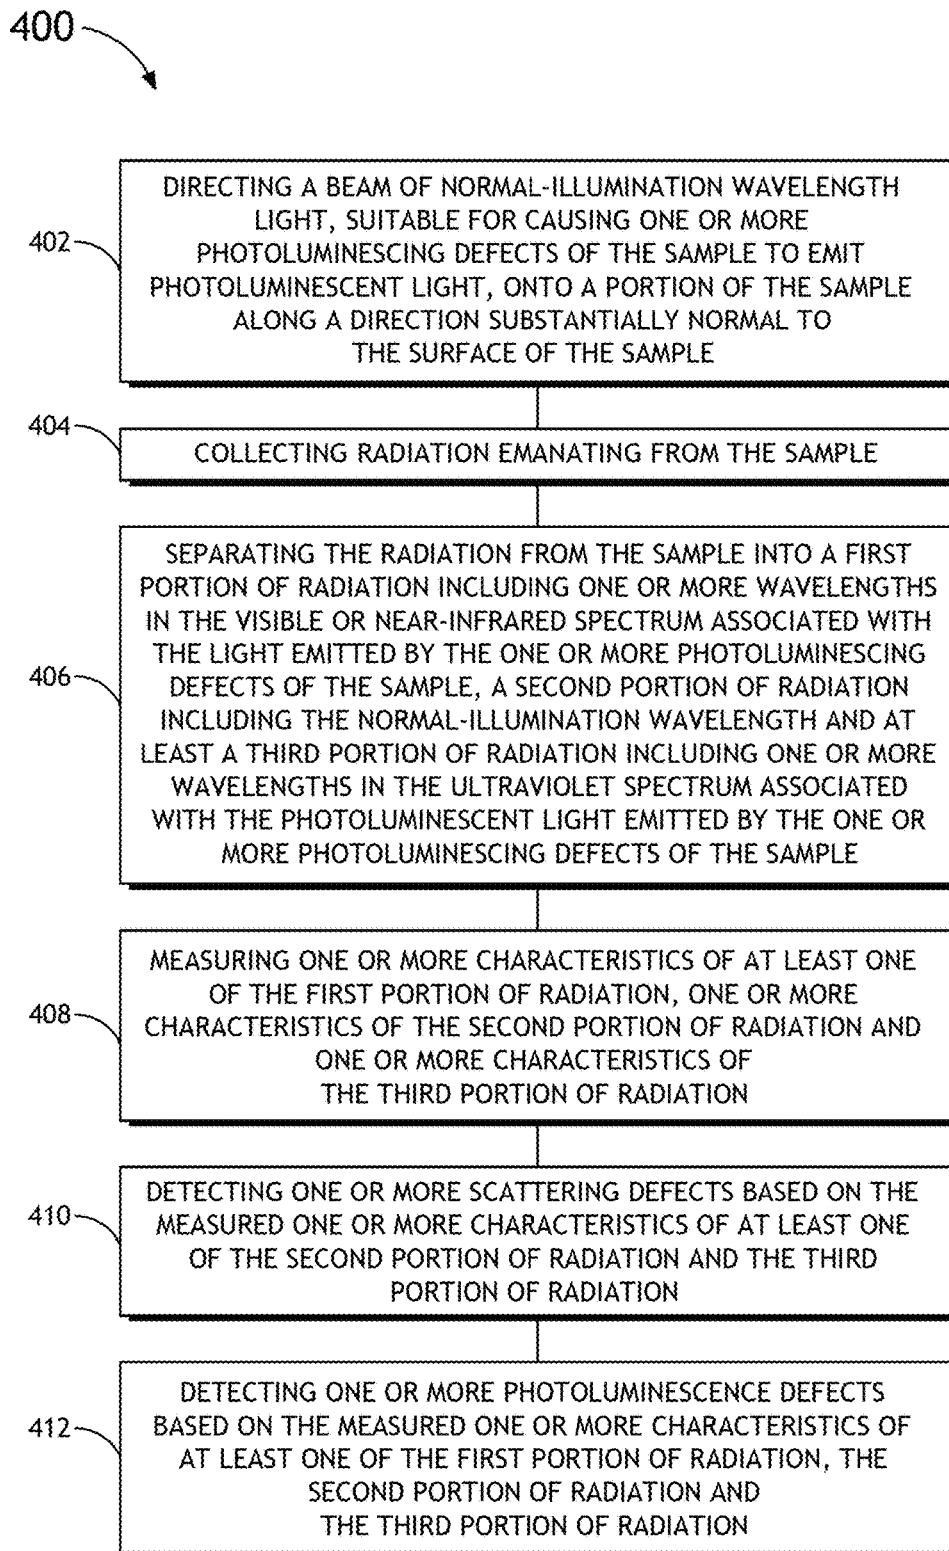 400
402
DIRECTING A BEAM OF NORMAL-ILLUMINATION WAVELENGTH
LIGHT, SUITABLE FOR CAUSING ONE OR MORE
PHOTOLUMINESCING DEFECTS OF THE SAMPLE TO EMIT
PHOTOLUMINESCENT LIGHT, ONTO A PORTION OF THE SAMPLE
ALONG A DIRECTION SUBSTANTIALLY NORMAL TO
THE SURFACE OF THE SAMPLE
404
COLLECTING RADIATION EMANATING FROM THE SAMPLE
406
SEPARATING THE RADIATION FROM THE SAMPLE INTO A FIRST
PORTION OF RADIATION INCLUDING ONE OR MORE WAVELENGTHS
IN THE VISIBLE OR NEAR-INFRARED SPECTRUM ASSOCIATED WITH
THE LIGHT EMITTED BY THE ONE OR MORE PHOTOLUMINESCING
DEFECTS OF THE SAMPLE, A SECOND PORTION OF RADIATION
INCLUDING THE NORMAL-ILLUMINATION WAVELENGTH AND AT
LEAST A THIRD PORTION OF RADIATION INCLUDING ONE OR MORE
WAVELENGTHS IN THE ULTRAVIOLET SPECTRUM ASSOCIATED
WITH THE PHOTOLUMINESCENT LIGHT EMITTED BY THE ONE OR
MORE PHOTOLUMINESCING DEFECTS OF THE SAMPLE
408
MEASURING ONE OR MORE CHARACTERISTICS OF AT LEAST ONE
OF THE FIRST PORTION OF RADIATION, ONE OR MORE
CHARACTERISTICS OF THE SECOND PORTION OF RADIATION AND
ONE OR MORE CHARACTERISTICS OF
THE THIRD PORTION OF RADIATION
410
DETECTING ONE OR MORE SCATTERING DEFECTS BASED ON THE
MEASURED ONE OR MORE CHARACTERISTICS OF AT LEAST ONE
OF THE SECOND PORTION OF RADIATION AND THE THIRD
PORTION OF RADIATION
412
DETECTING ONE OR MORE PHOTOLUMINESCENCE DEFECTS
BASED ON THE MEASURED ONE OR MORE CHARACTERISTICS OF
AT LEAST ONE OF THE FIRST PORTION OF RADIATION, THE
SECOND PORTION OF RADIATION AND
THE THIRD PORTION OF RADIATION